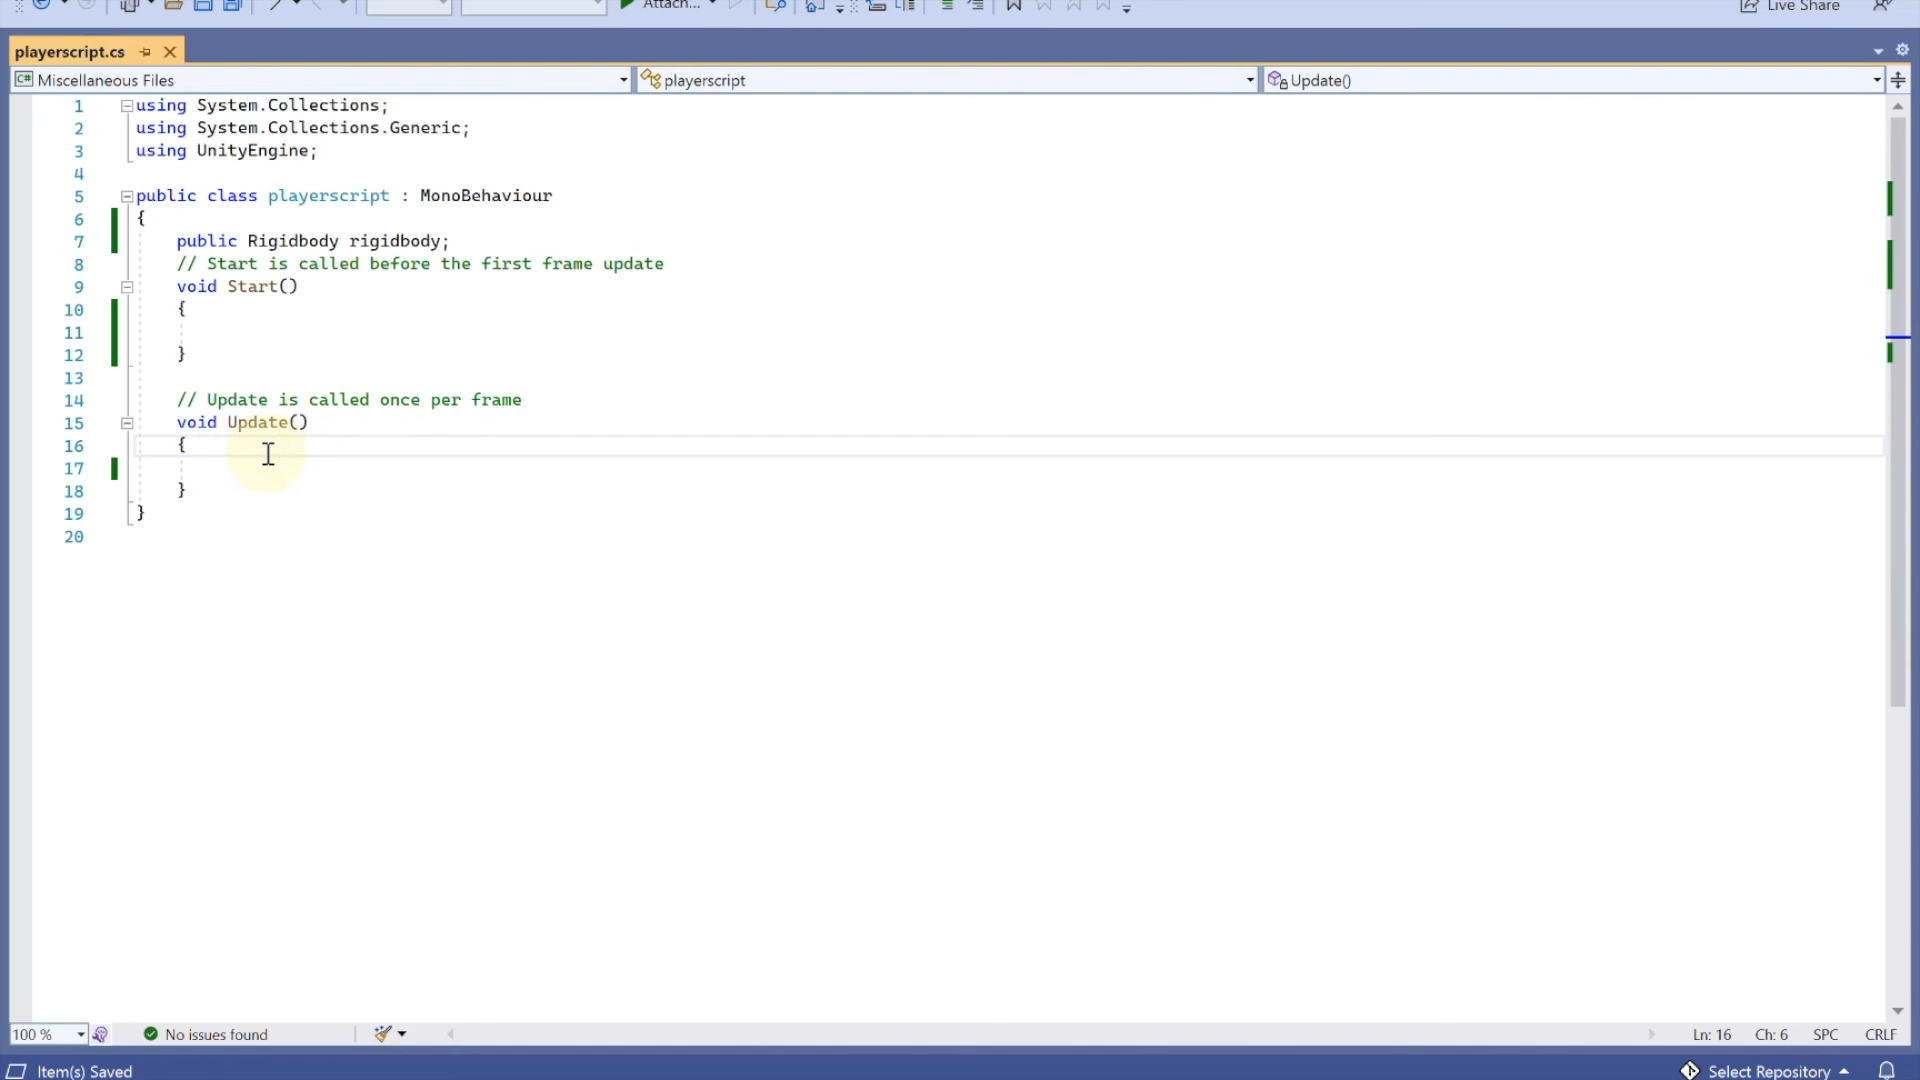 Attach...
Live Share
playerscript.cs
C# Miscellaneous Files
playerscript
Update()
1 using System.Collections;
2 using System.Collections.Generic;
3 using UnityEngine;
4
5 public class playerscript : MonoBehaviour
6 {
7 public Rigidbody rigidbody;
8 // Start is called before the first frame update
9 void Start()
10 {
11
12 }
13
14 // Update is called once per frame
15 void Update()
16 {
17
18 }
19 }
20
100 %
No issues found
Ln: 16 Ch: 6 SPC CRLF
Item(s) Saved
Select Repository